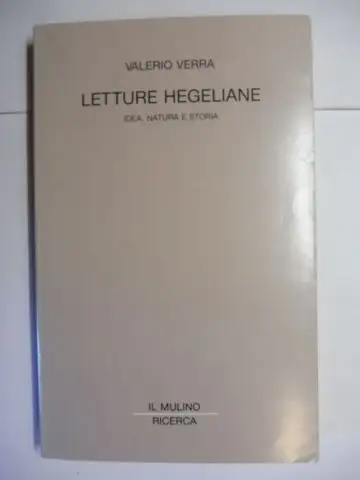 VALERIO VERRA
LETTURE HEGELIANE
IDEA, NATURA E STORIA
IL MULINO
RICERCA